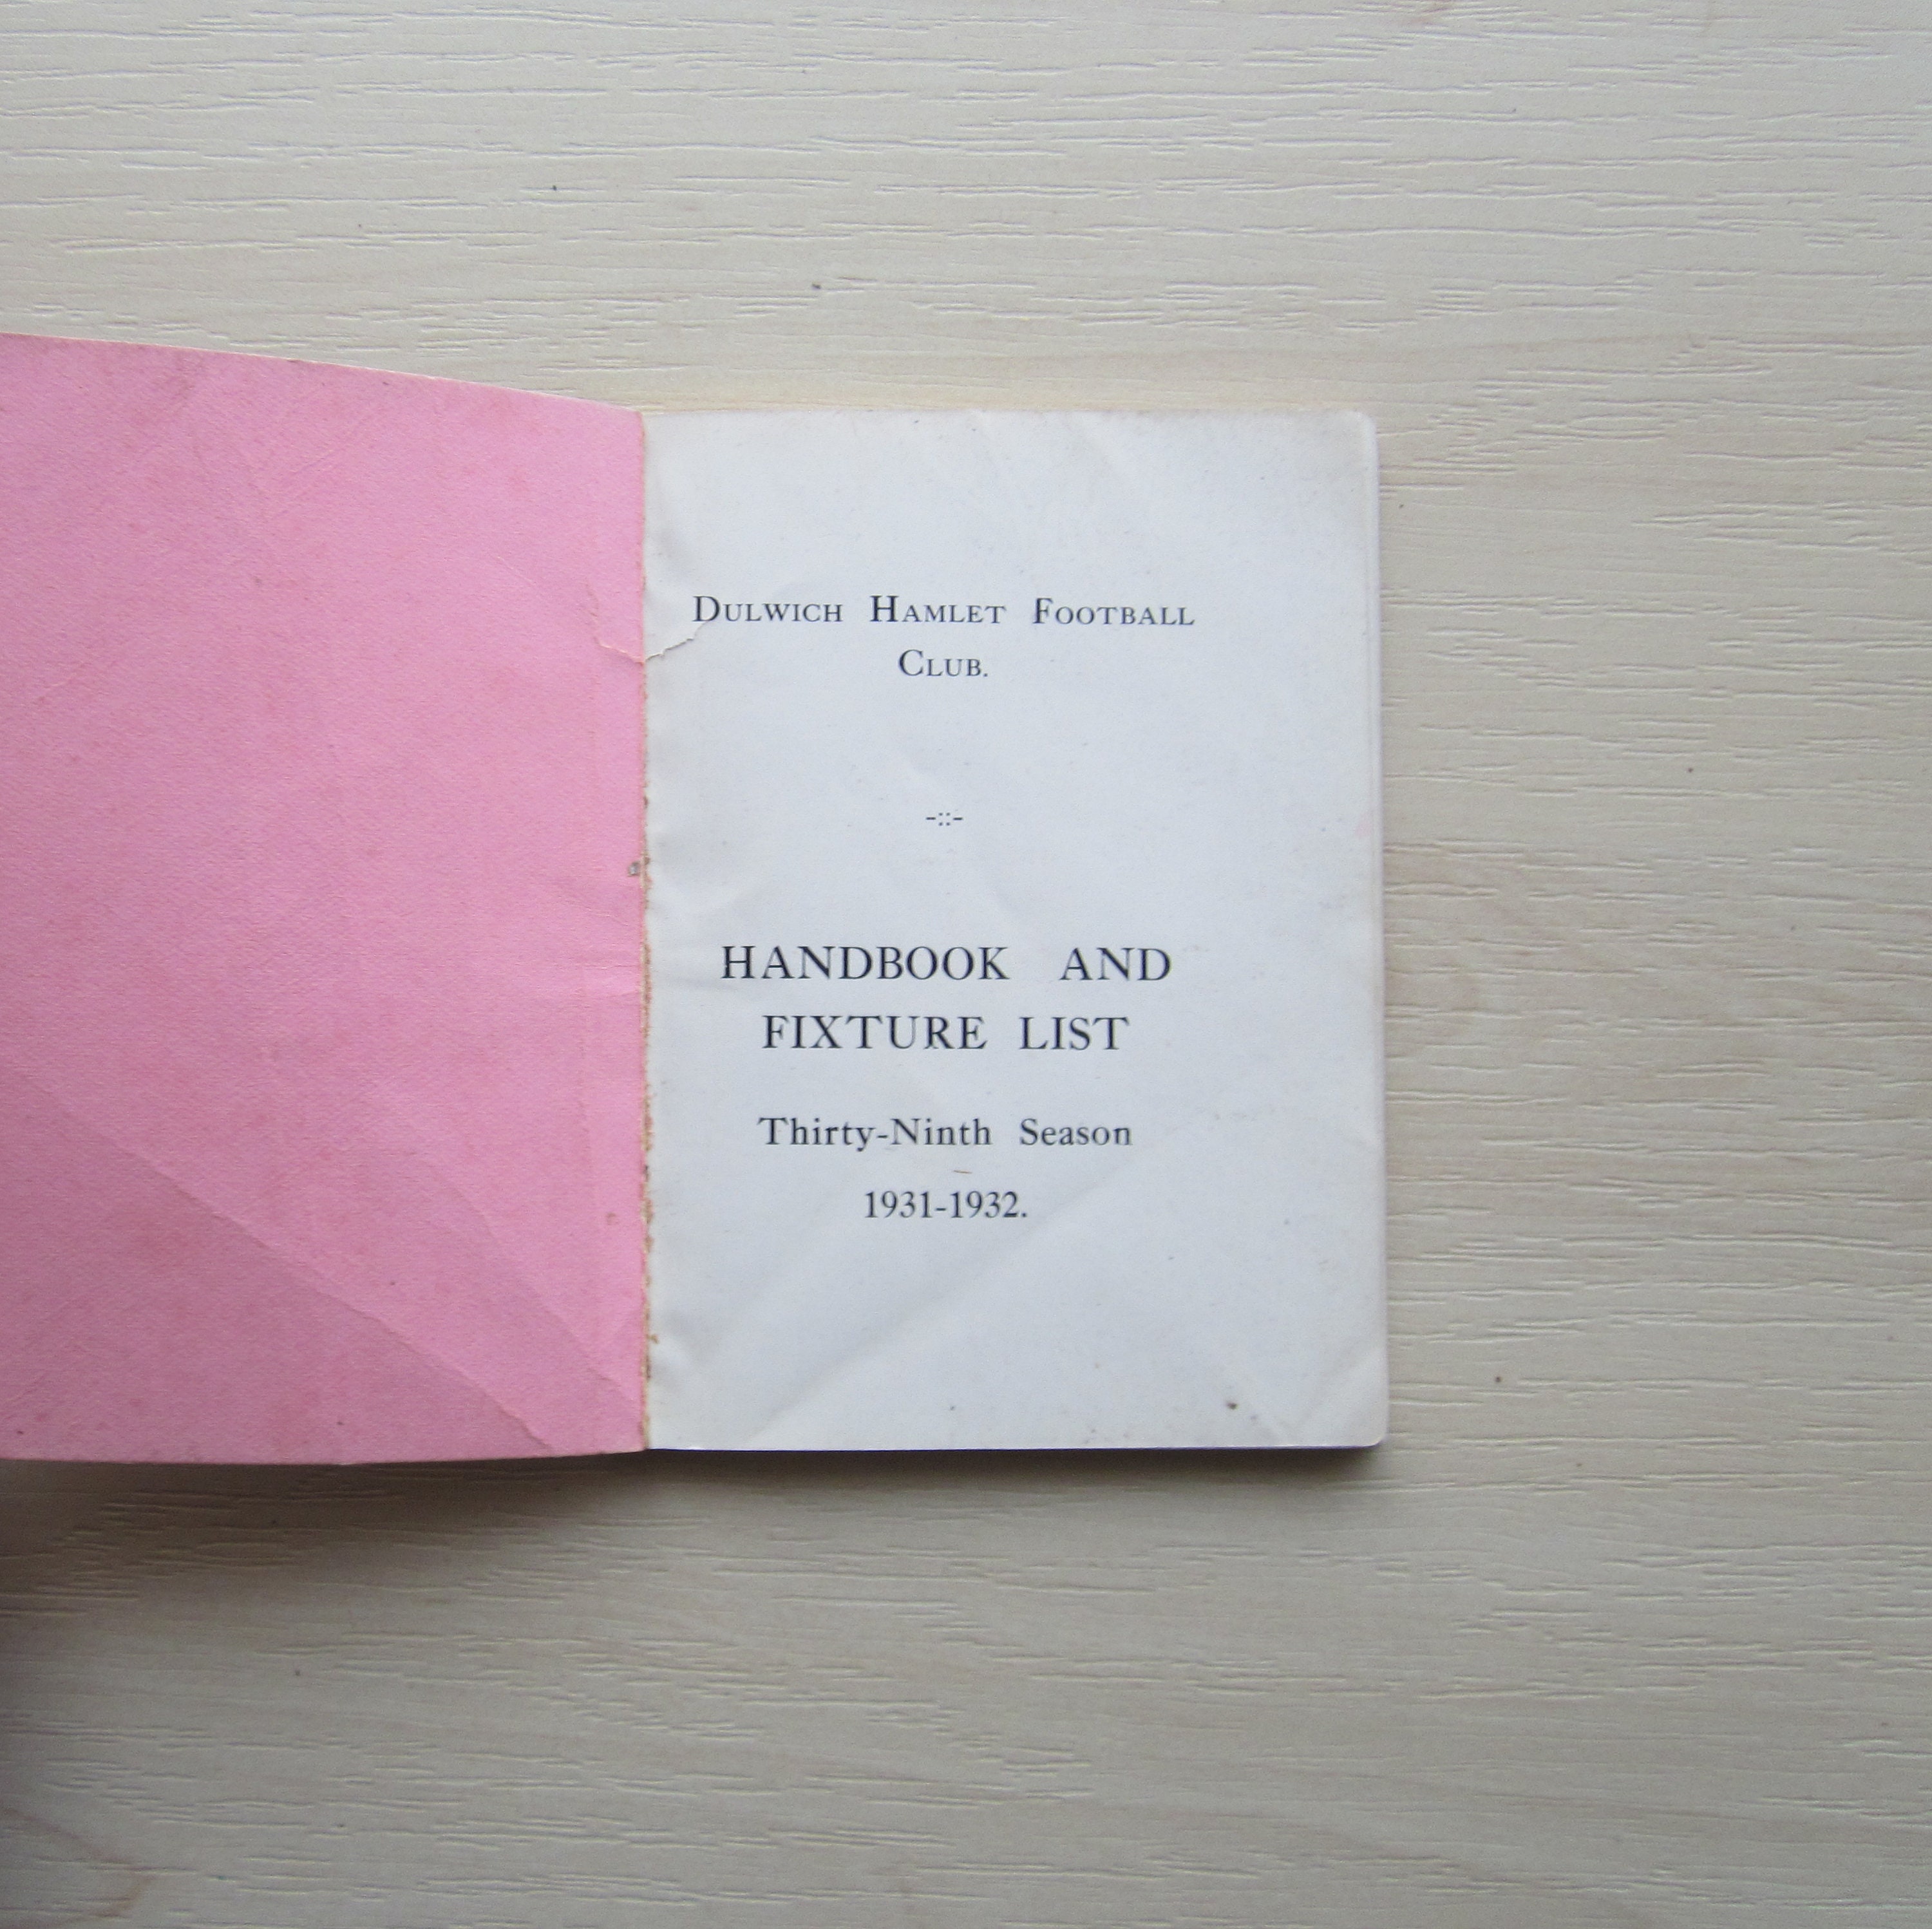 Dulwich Hamlet Football
Club.
-::-
HANDBOOK AND
FIXTURE LIST
Thirty-Ninth Season
1931-1932.